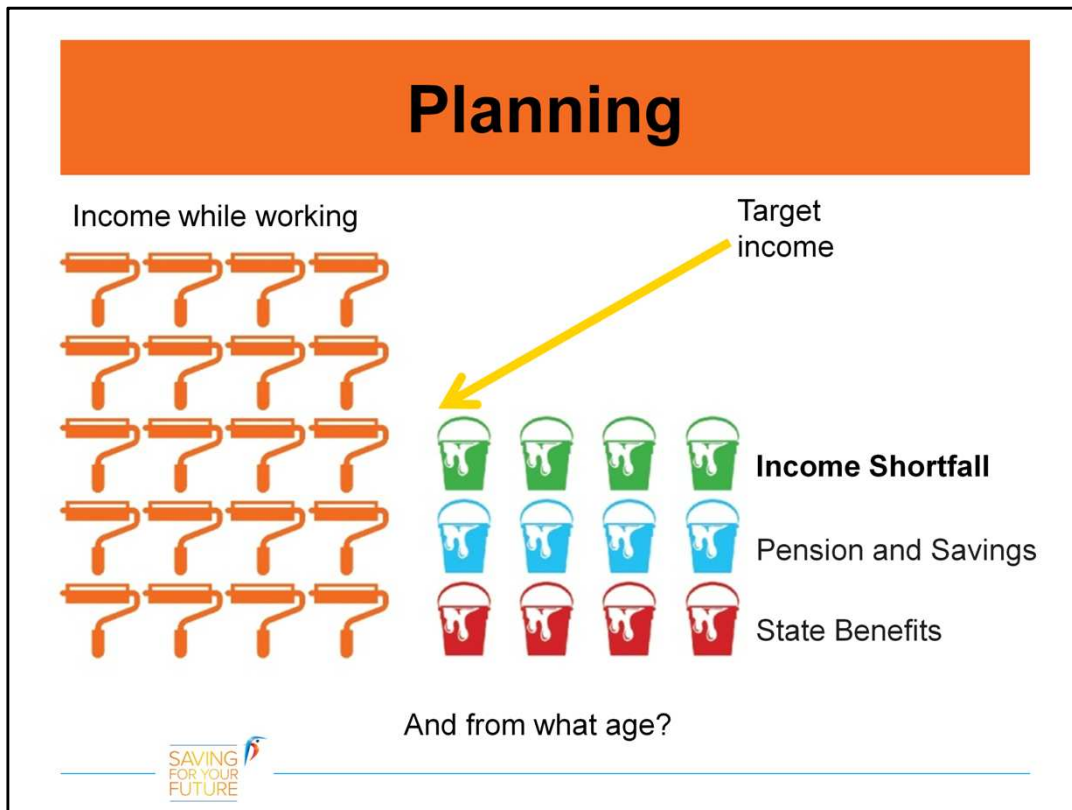 Planning
Income while working
Target
income
Income Shortfall
Pension and Savings
State Benefits
And from what age?
SAVING
FOR YOUR
FUTURE